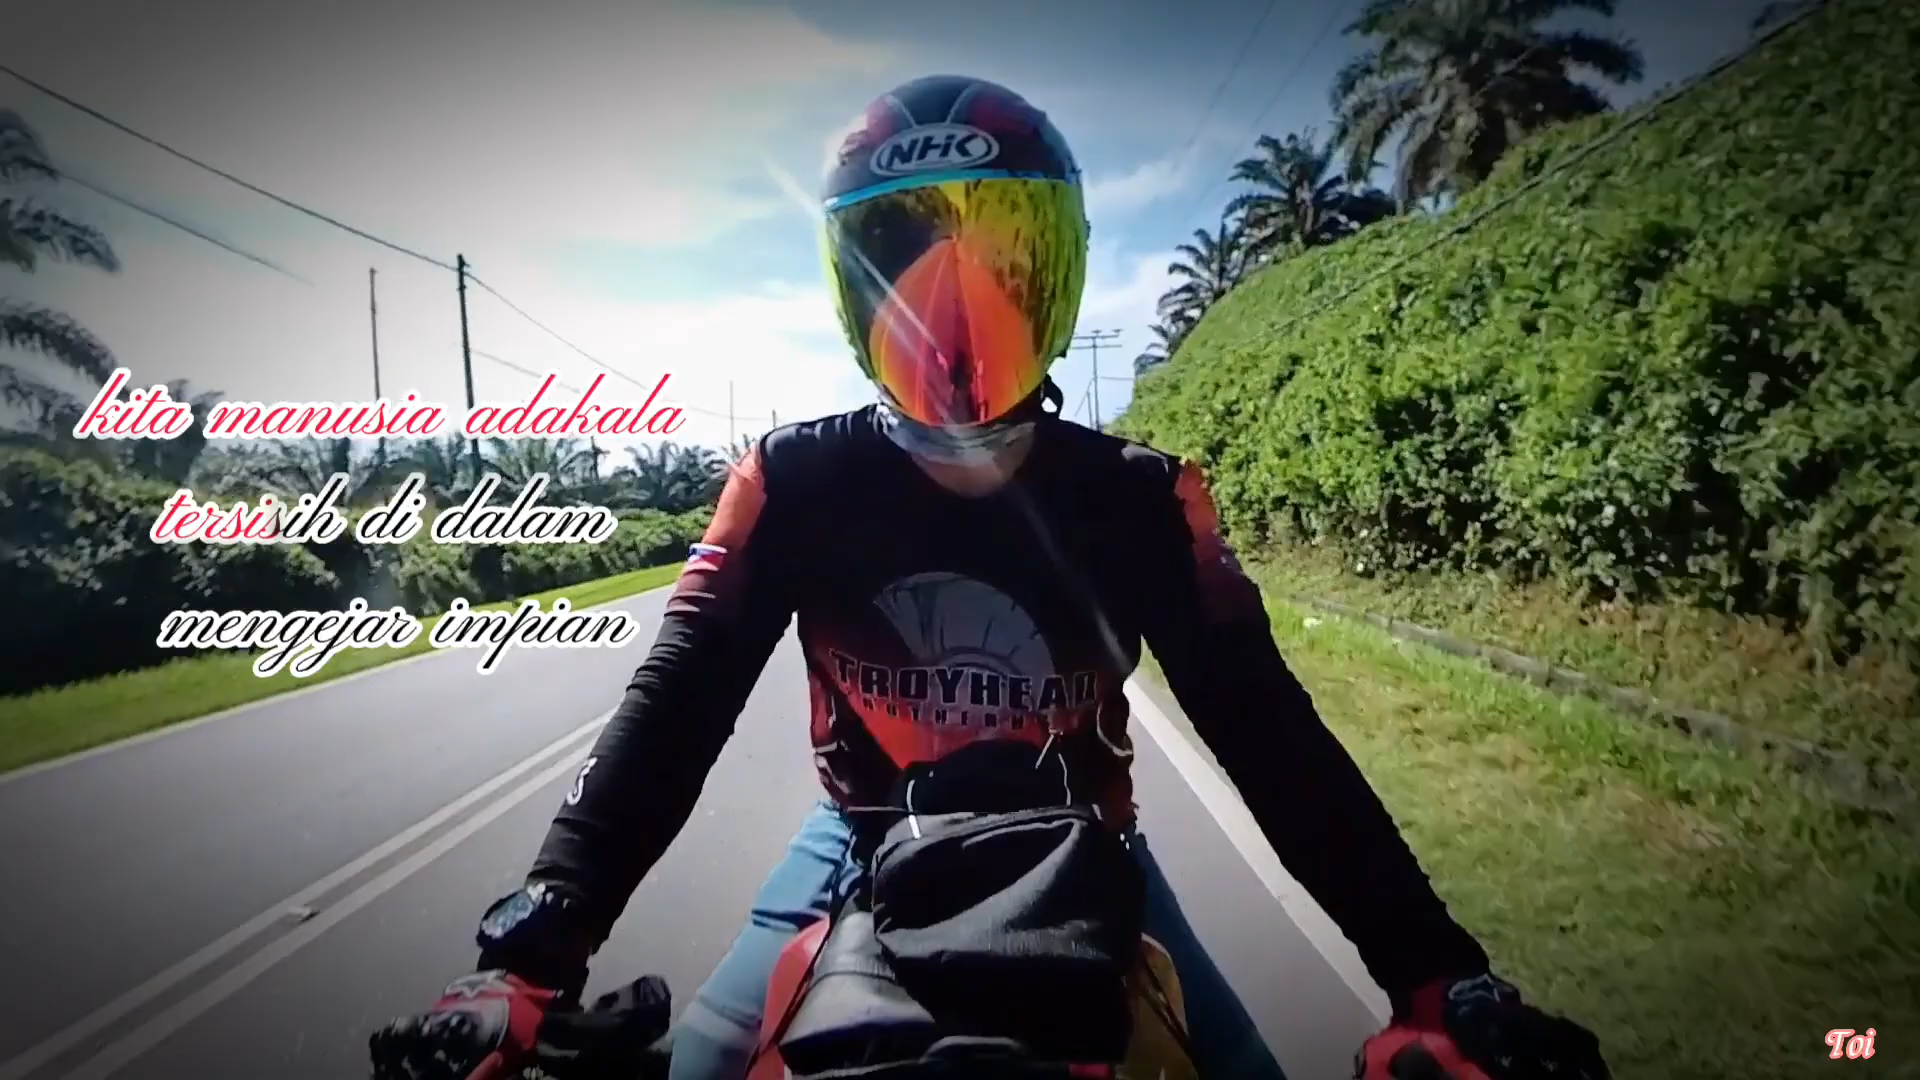 NHK
kita manusia adakala
tersisih di dalam
mengejar impian
TROYHEAD
Toi